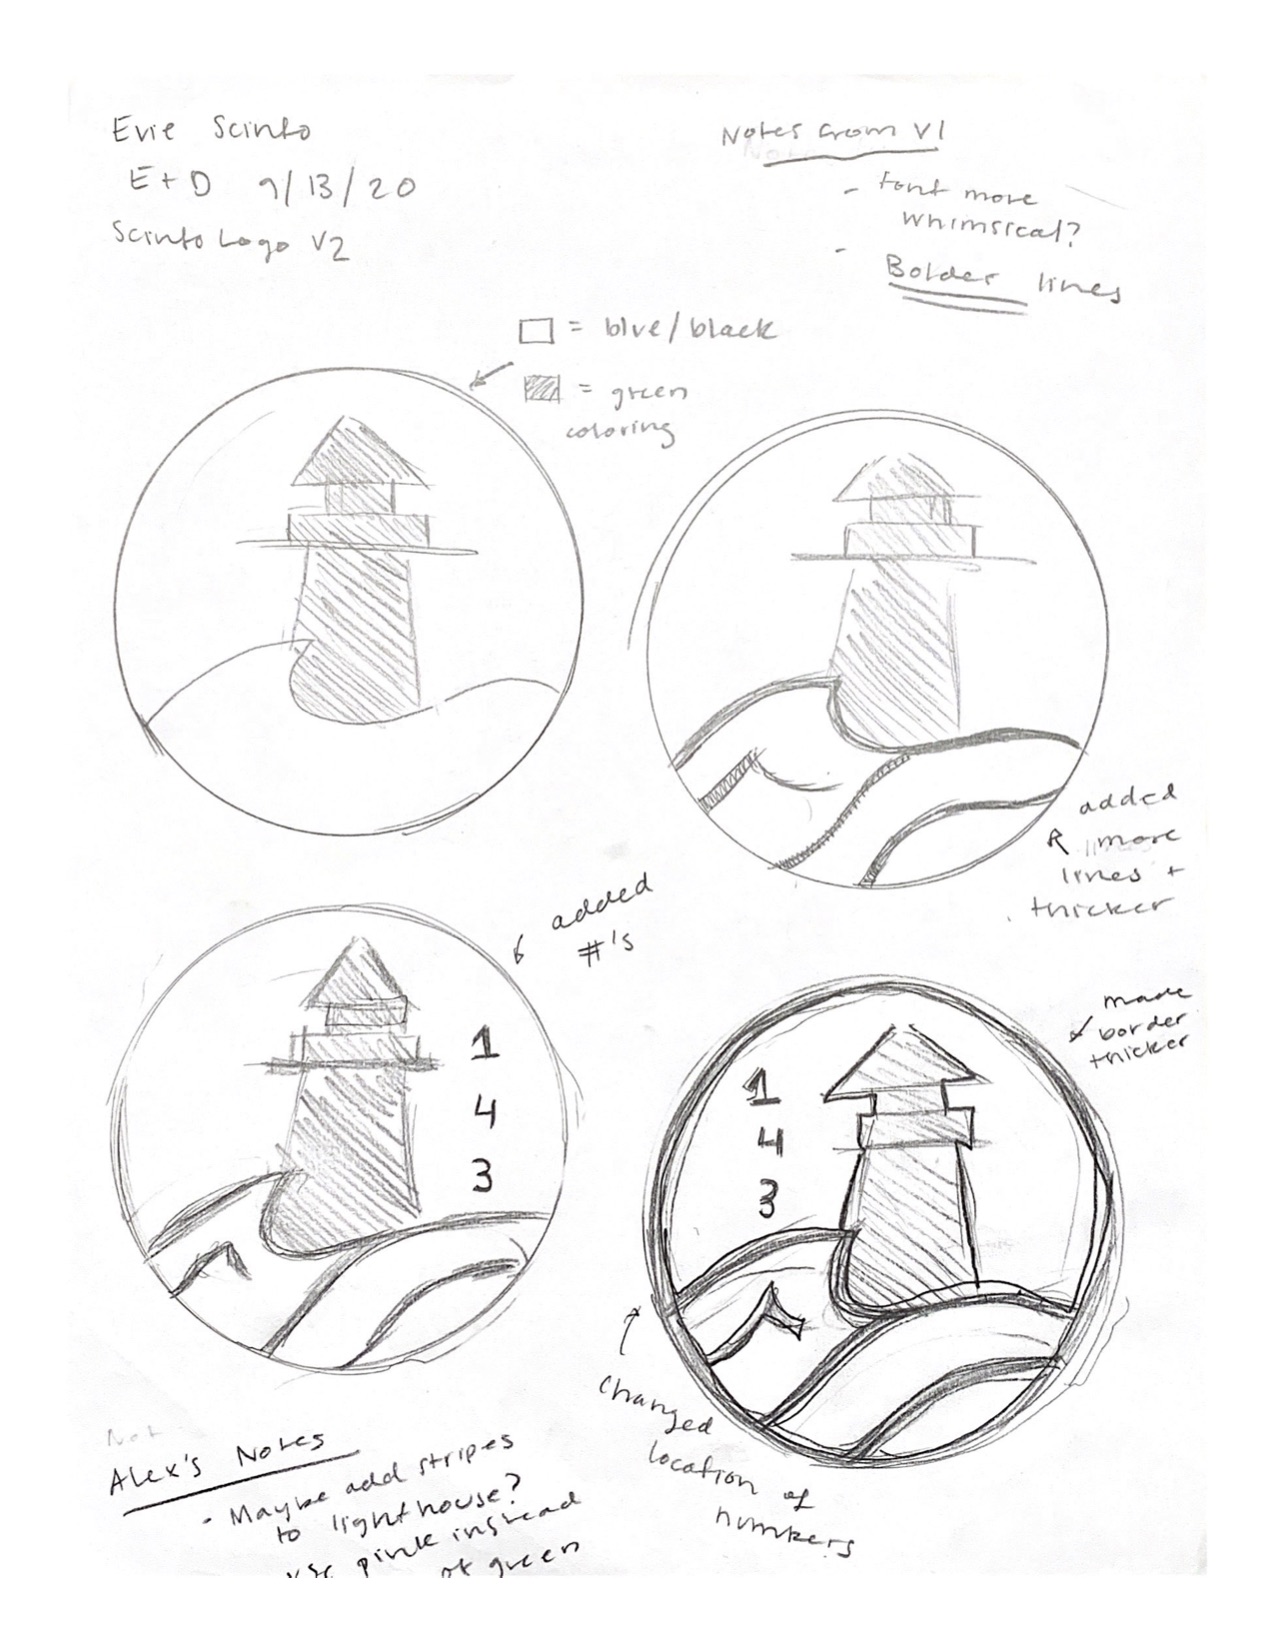 Evie Scinto
E+D 9/13/20
Scinto Logo V2
Notes from V1
- Font more
whimsical?
- Bolder lines
= blue/black
= green
coloring
added
more
lines +
thicker
added
#'s
1
4
3
made
border
thicker
1
4
3
changed
location of
numbers
Alex's Notes
• Maybe add stripes
to lighthouse?
use pink instead
of green